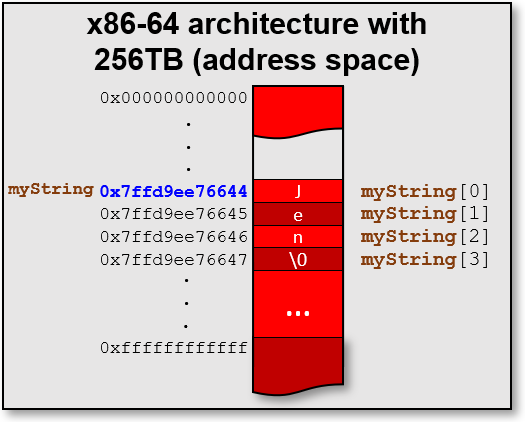 x86-64 architecture with
256TB (address space)
0x000000000000
.
.
.
myString 0x7ffd9ee76644 J myString[0]
0x7ffd9ee76645 e myString[1]
0x7ffd9ee76646 n myString[2]
0x7ffd9ee76647 \0 myString[3]
.
.
...
.
0xffffffffffff